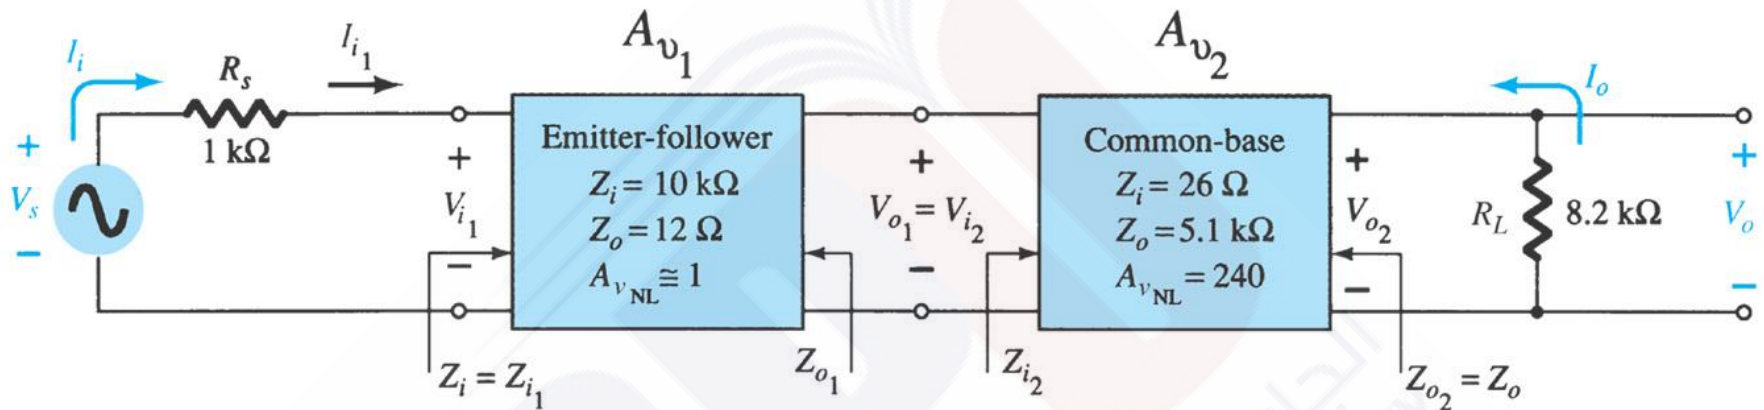 I_i
R_s
1 kΩ
I_{i_1}
A_{υ_1}
A_{υ_2}
I_o
+
V_s
−
+
V_{i_1}
−
Emitter-follower
Z_i = 10 kΩ
Z_o = 12 Ω
A_{v_{NL}} ≅ 1
+
V_{o_1} = V_{i_2}
−
Common-base
Z_i = 26 Ω
Z_o = 5.1 kΩ
A_{v_{NL}} = 240
+
V_{o_2}
−
R_L
8.2 kΩ
+
V_o
−
Z_i = Z_{i_1}
Z_{o_1}
Z_{i_2}
Z_{o_2} = Z_o